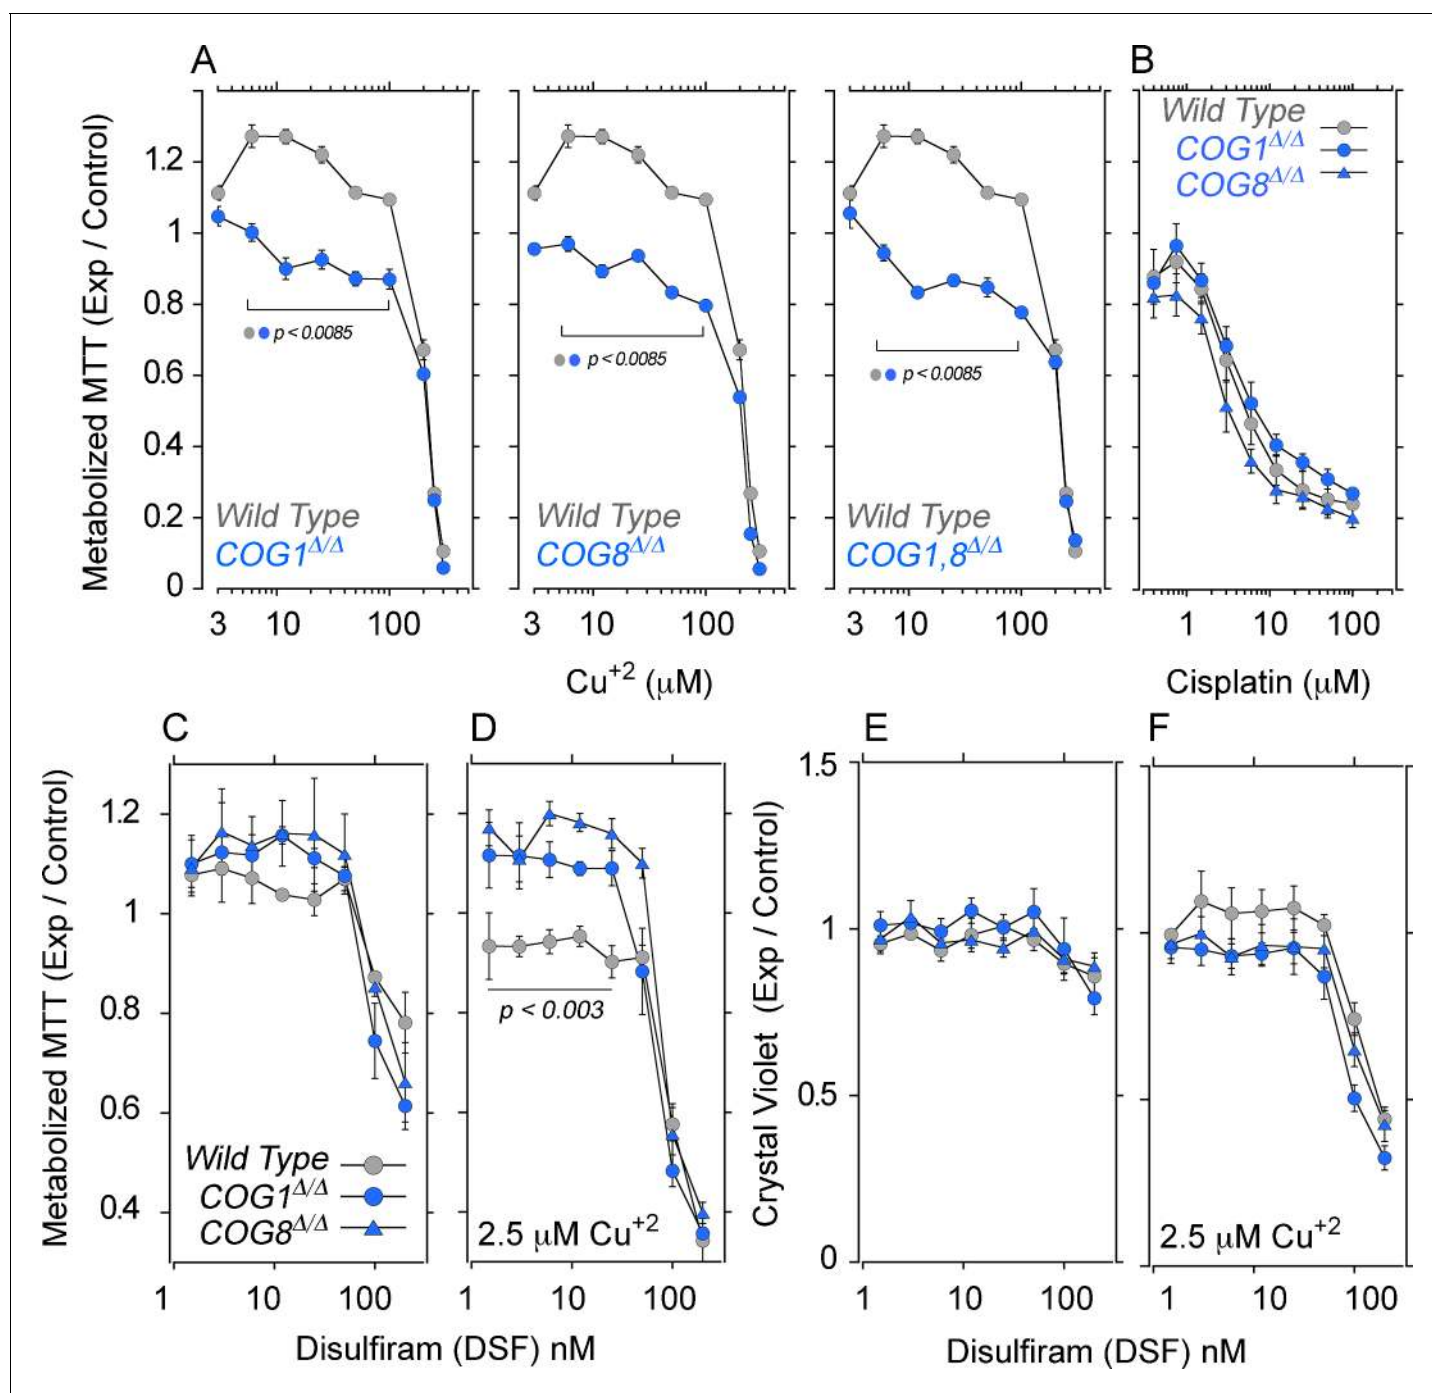 A
B
Metabolized MTT (Exp / Control)
1.2
1
0.8
0.6
0.4
0.2
0
p < 0.0085
p < 0.0085
p < 0.0085
Wild Type
COG1Δ/Δ
Wild Type
COG8Δ/Δ
Wild Type
COG1,8Δ/Δ
Wild Type
COG1Δ/Δ
COG8Δ/Δ
3 10 100
3 10 100
3 10 100
1 10 100
Cu+2 (μM)
Cisplatin (μM)
C
D
E
F
Metabolized MTT (Exp / Control)
1.2
1
0.8
0.6
0.4
Wild Type
COG1Δ/Δ
COG8Δ/Δ
p < 0.003
2.5 μM Cu+2
Crystal Violet (Exp / Control)
1.5
1.0
0.5
0
2.5 μM Cu+2
1 10 100
1 10 100
1 10 100
1 10 100
Disulfiram (DSF) nM
Disulfiram (DSF) nM